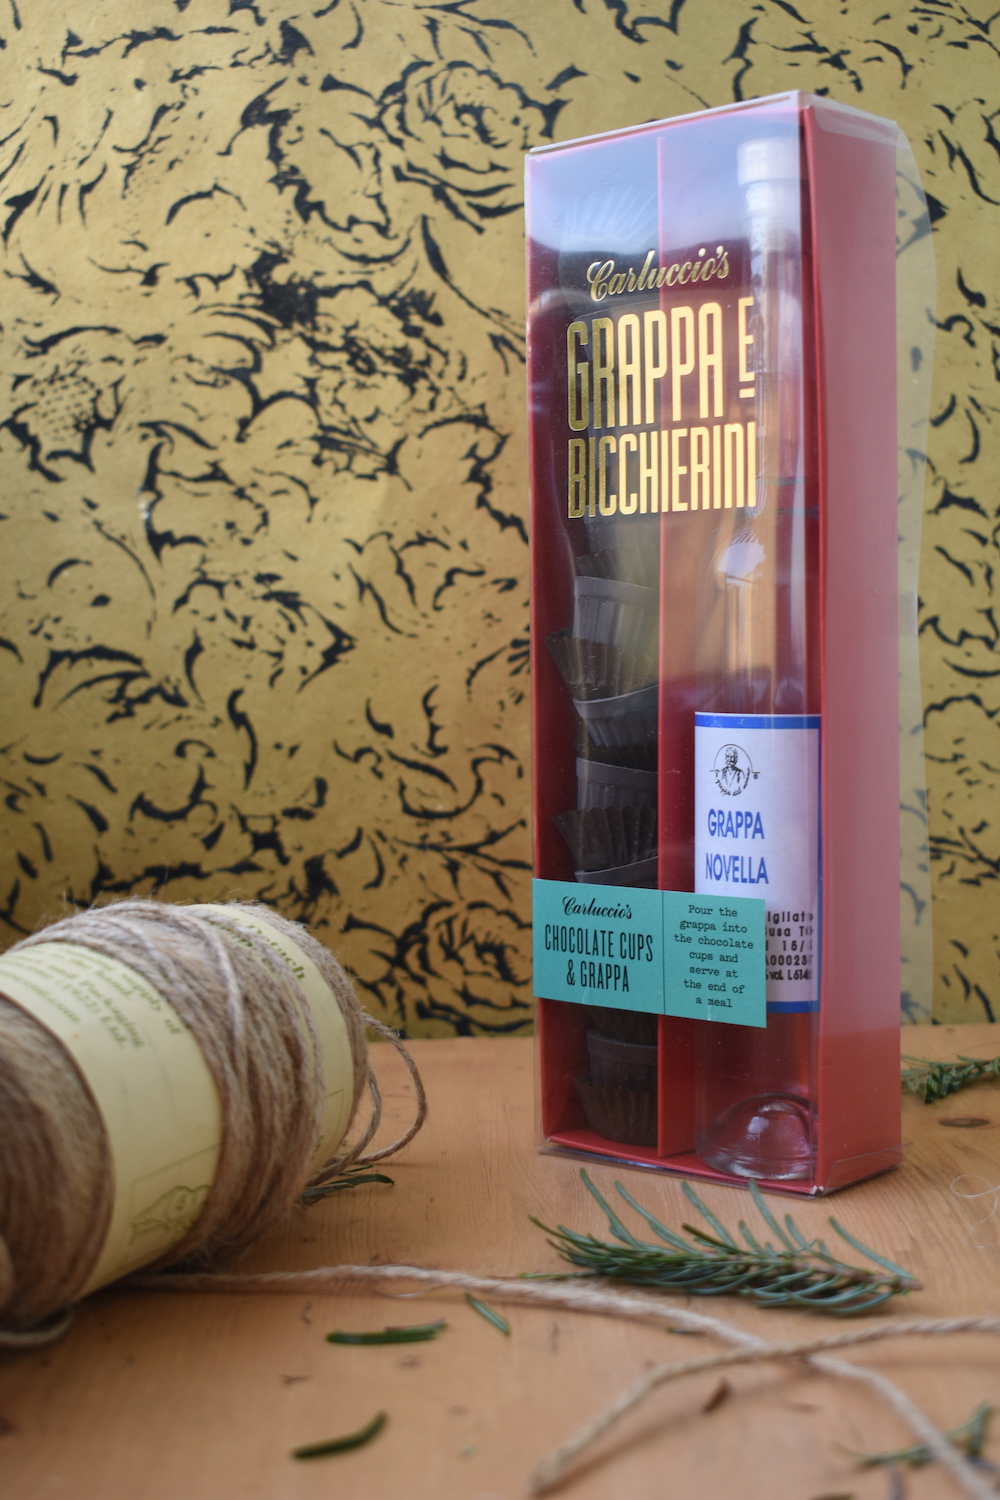 Carluccio's
GRAPPA E
BICCHIERINI
GRAPPA
NOVELLA
Carluccio's
CHOCOLATE CUPS
& GRAPPA
Pour the
grappa into
the chocolate
cups and
serve at
the end of
a meal